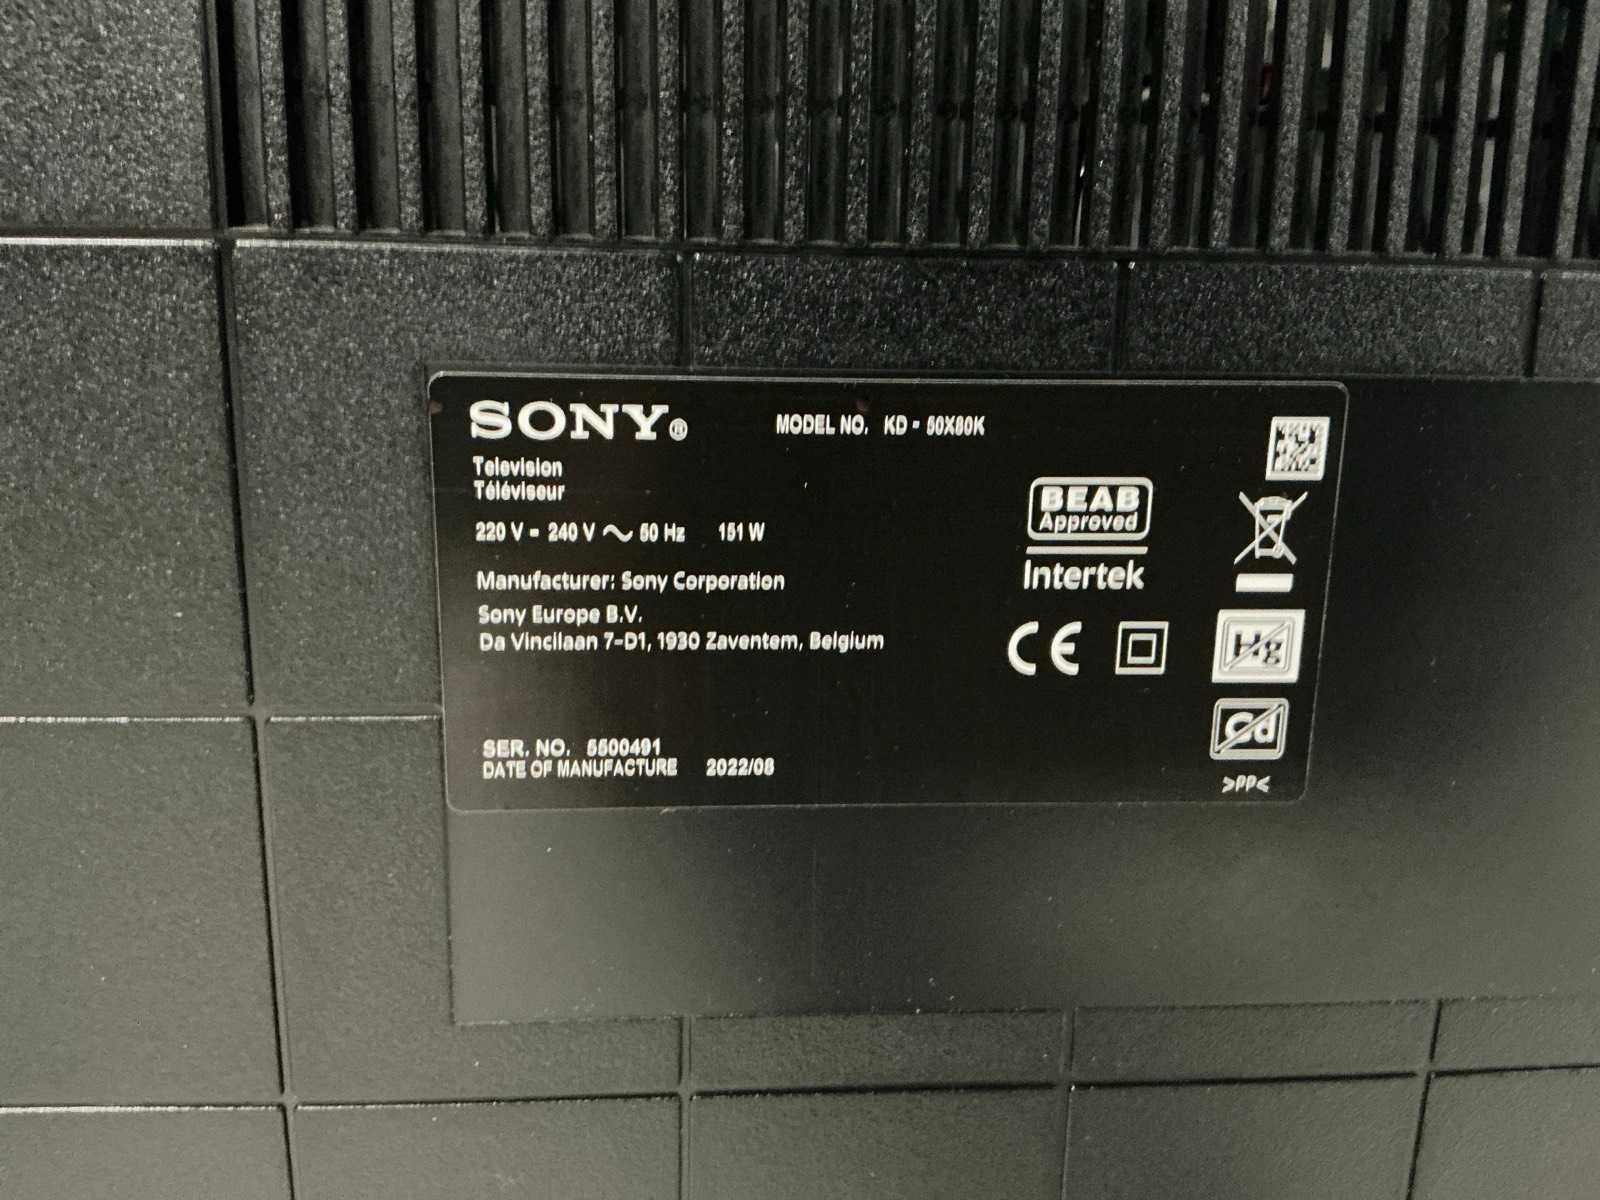 SONY®
MODEL NO. KD - 50X80K
Television
Téléviseur
220 V - 240 V ~ 50 Hz 151 W
BEAB
Approved
Intertek
Manufacturer: Sony Corporation
Sony Europe B.V.
Da Vincilaan 7-D1, 1930 Zaventem, Belgium
CE
Hg
Cd
SER. NO. 5500491
DATE OF MANUFACTURE 2022/08
>PP<